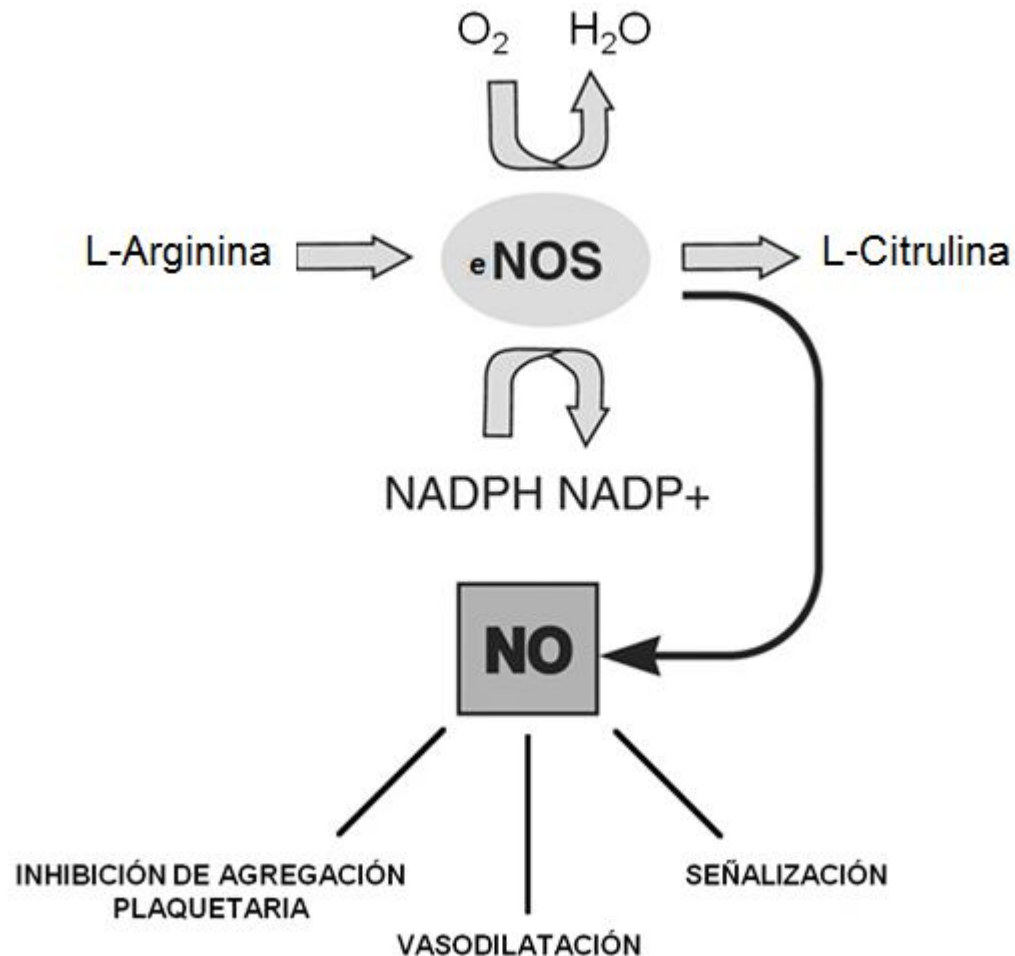 O₂ H₂O
L-Arginina eNOS L-Citrulina
NADPH NADP+
NO
INHIBICIÓN DE AGREGACIÓN
PLAQUETARIA
SEÑALIZACIÓN
VASODILATACIÓN